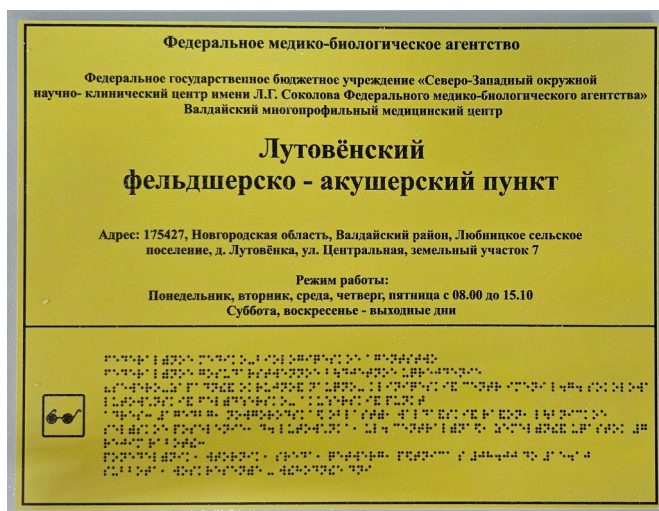 Федеральное медико-биологическое агентство
Федеральное государственное бюджетное учреждение «Северо-Западный окружной
научно- клинический центр имени Л.Г. Соколова Федерального медико-биологического агентства»
Валдайский многопрофильный медицинский центр
Лутовёнский
фельдшерско - акушерский пункт
Адрес: 175427, Новгородская область, Валдайский район, Любницкое сельское
поселение, д. Лутовёнка, ул. Центральная, земельный участок 7
Режим работы:
Понедельник, вторник, среда, четверг, пятница с 08.00 до 15.10
Суббота, воскресенье - выходные дни